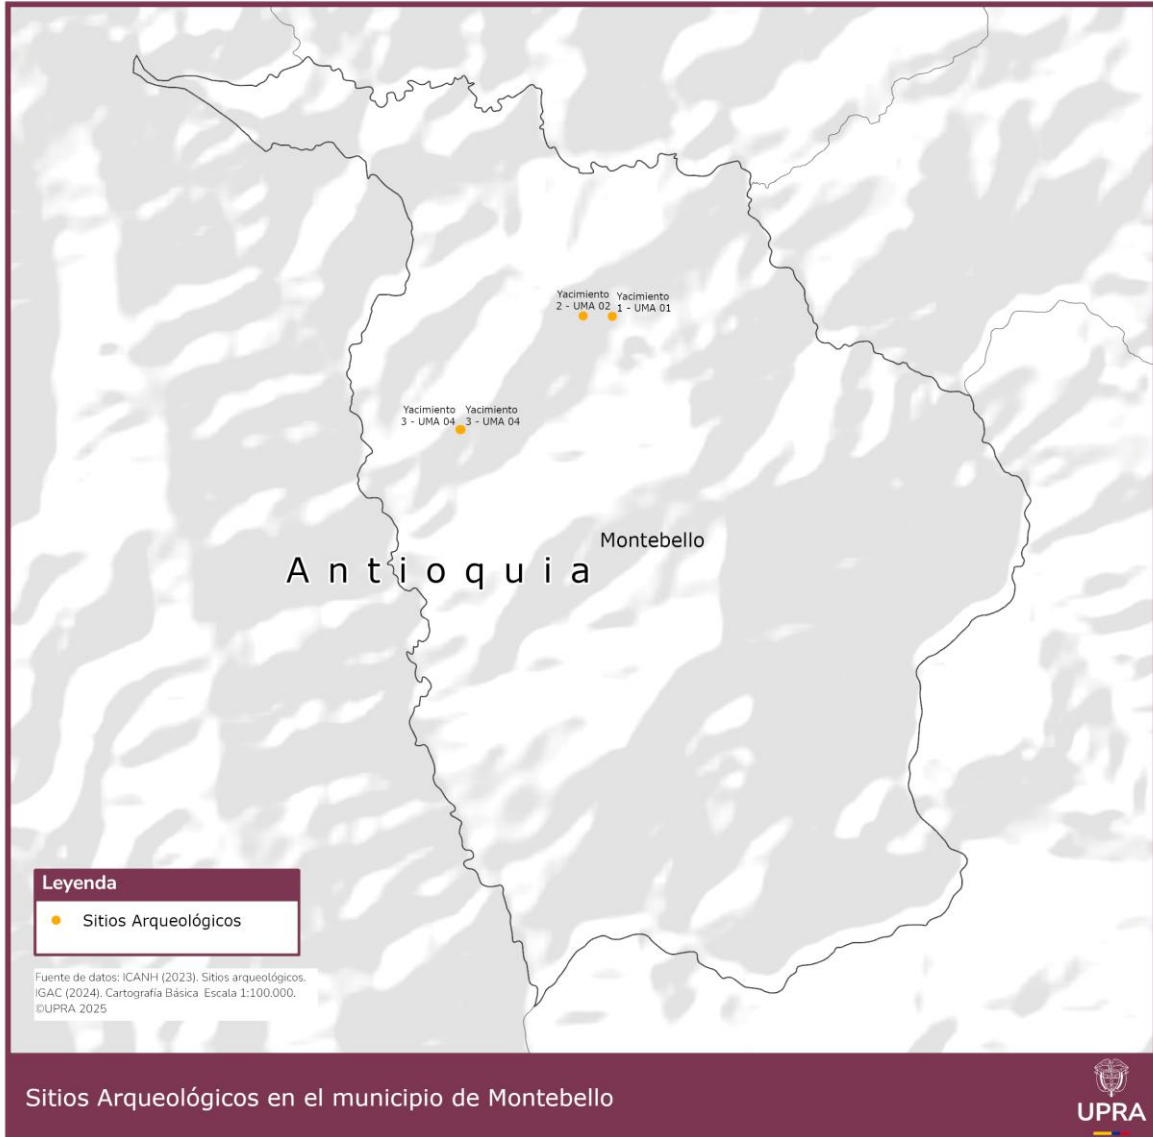 Yacimiento
2 - UMA 02
Yacimiento
1 - UMA 01
Yacimiento
3 - UMA 04
Yacimiento
3 - UMA 04
Montebello
Antioquia
Leyenda
Sitios Arqueológicos
Fuente de datos: ICANH (2023). Sitios arqueológicos.
IGAC (2024). Cartografía Básica Escala 1:100.000.
©UPRA 2025
Sitios Arqueológicos en el municipio de Montebello
UPRA